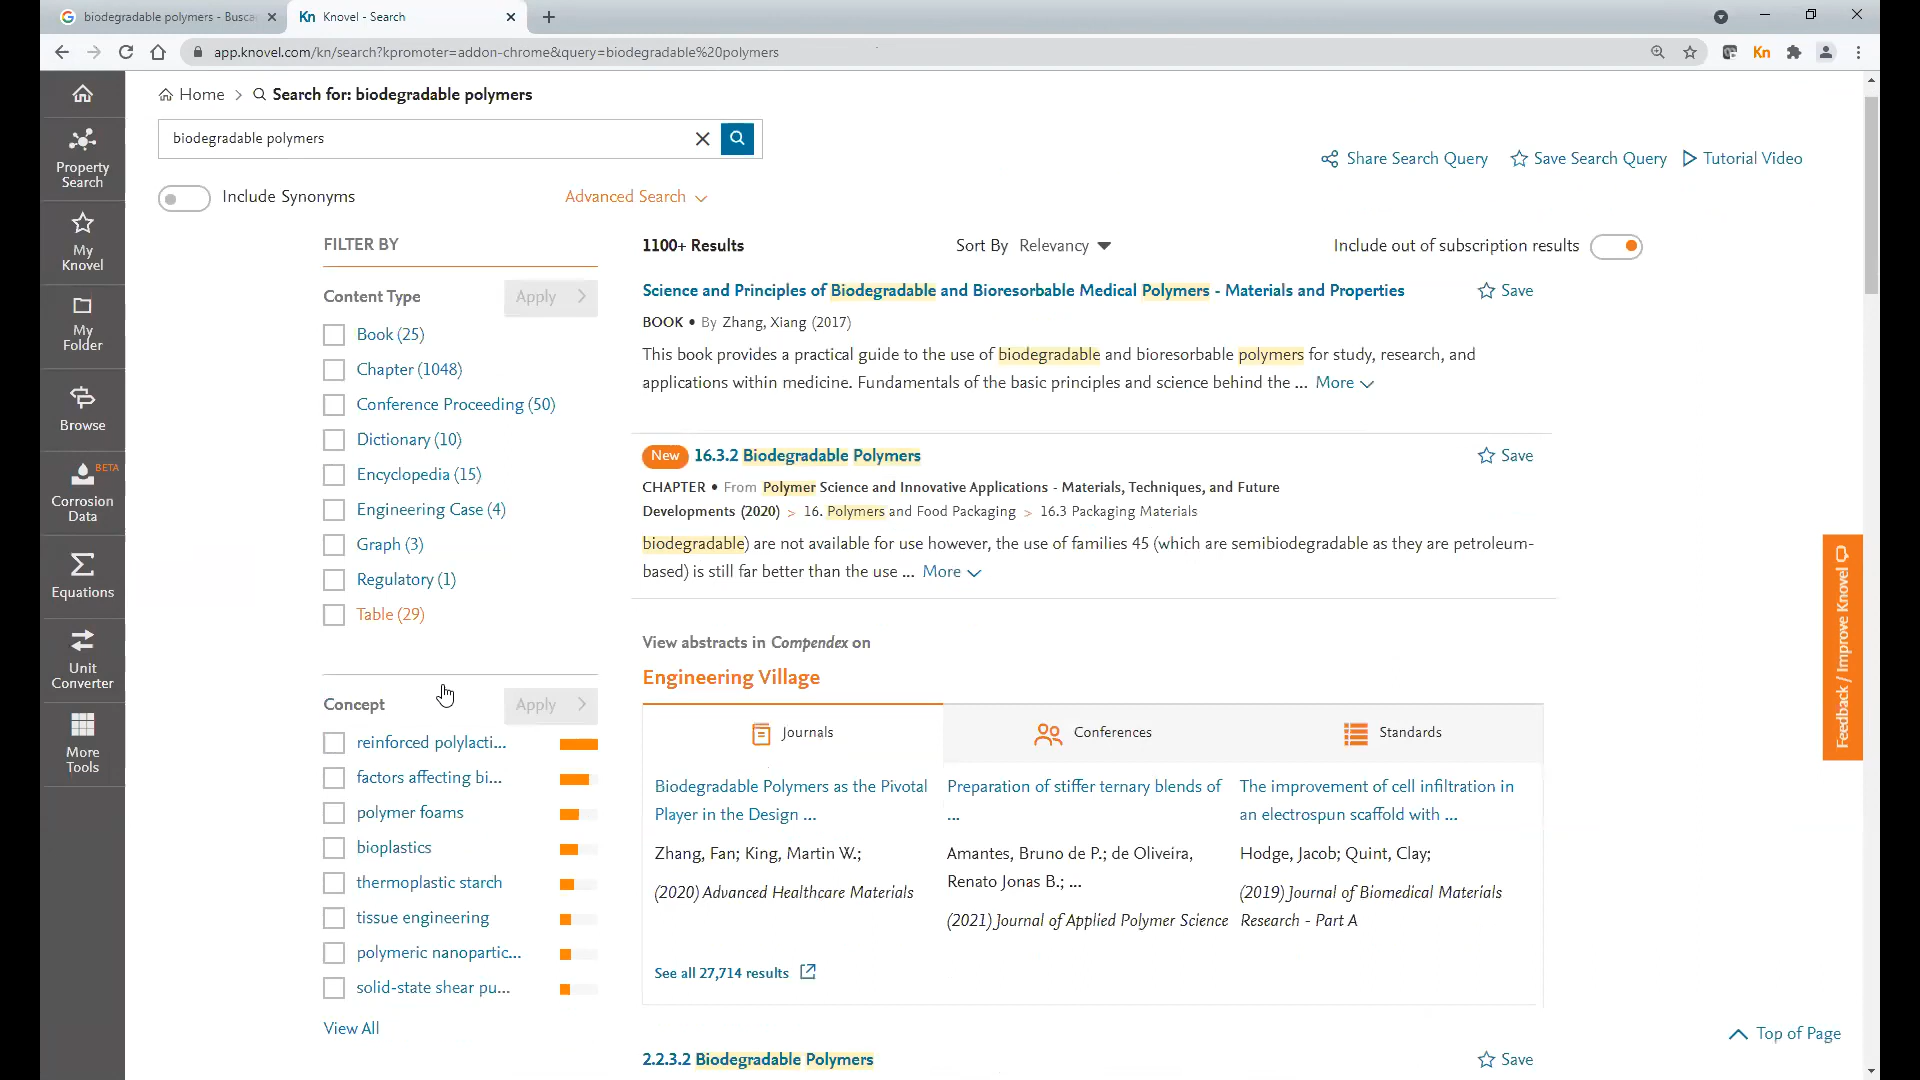 biodegradable polymers - Busca
Kn Knovel - Search
app.knovel.com/kn/search?kpromoter=addon-chrome&query=biodegradable%20polymers
Kn
Home > Search for: biodegradable polymers
biodegradable polymers
Share Search Query
Save Search Query
Tutorial Video
Include Synonyms
Advanced Search
Property
Search
My
Knovel
My
Folder
Browse
BETA
Corrosion
Data
Equations
Unit
Converter
More
Tools
FILTER BY
Content Type
Apply
Book (25)
Chapter (1048)
Conference Proceeding (50)
Dictionary (10)
Encyclopedia (15)
Engineering Case (4)
Graph (3)
Regulatory (1)
Table (29)
Concept
Apply
reinforced polylacti...
factors affecting bi...
polymer foams
bioplastics
thermoplastic starch
tissue engineering
polymeric nanopartic...
solid-state shear pu...
View All
1100+ Results
Sort By Relevancy
Include out of subscription results
Science and Principles of Biodegradable and Bioresorbable Medical Polymers - Materials and Properties
Save
BOOK • By Zhang, Xiang (2017)
This book provides a practical guide to the use of biodegradable and bioresorbable polymers for study, research, and
applications within medicine. Fundamentals of the basic principles and science behind the ... More
New 16.3.2 Biodegradable Polymers
Save
CHAPTER • From Polymer Science and Innovative Applications - Materials, Techniques, and Future
Developments (2020) > 16. Polymers and Food Packaging > 16.3 Packaging Materials
biodegradable) are not available for use however, the use of families 45 (which are semibiodegradable as they are petroleum-
based) is still far better than the use ... More
View abstracts in Compendex on
Engineering Village
Journals
Conferences
Standards
Biodegradable Polymers as the Pivotal
Player in the Design ...
Zhang, Fan; King, Martin W.;
(2020) Advanced Healthcare Materials
Preparation of stiffer ternary blends of
...
Amantes, Bruno de P.; de Oliveira,
Renato Jonas B.; ...
(2021) Journal of Applied Polymer Science
The improvement of cell infiltration in
an electrospun scaffold with ...
Hodge, Jacob; Quint, Clay;
(2019) Journal of Biomedical Materials
Research - Part A
See all 27,714 results
2.2.3.2 Biodegradable Polymers
Save
Feedback / Improve Knovel
Top of Page